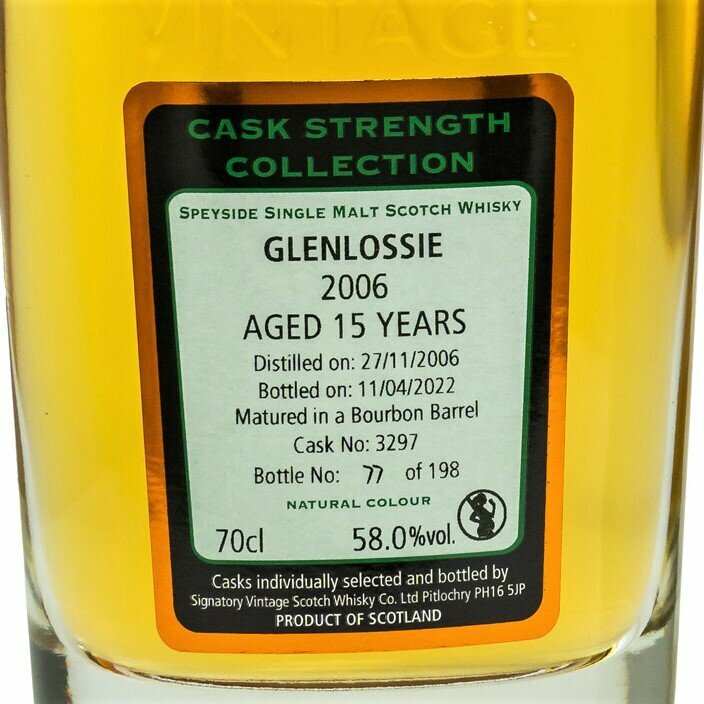 VINTAGE
CASK STRENGTH
COLLECTION
SPEYSIDE SINGLE MALT SCOTCH WHISKY
GLENLOSSIE
2006
AGED 15 YEARS
Distilled on: 27/11/2006
Bottled on: 11/04/2022
Matured in a Bourbon Barrel
Cask No: 3297
Bottle No: 77 of 198
NATURAL COLOUR
70cl 58.0%vol.
Casks individually selected and bottled by
Signatory Vintage Scotch Whisky Co. Ltd Pitlochry PH16 5JP
PRODUCT OF SCOTLAND